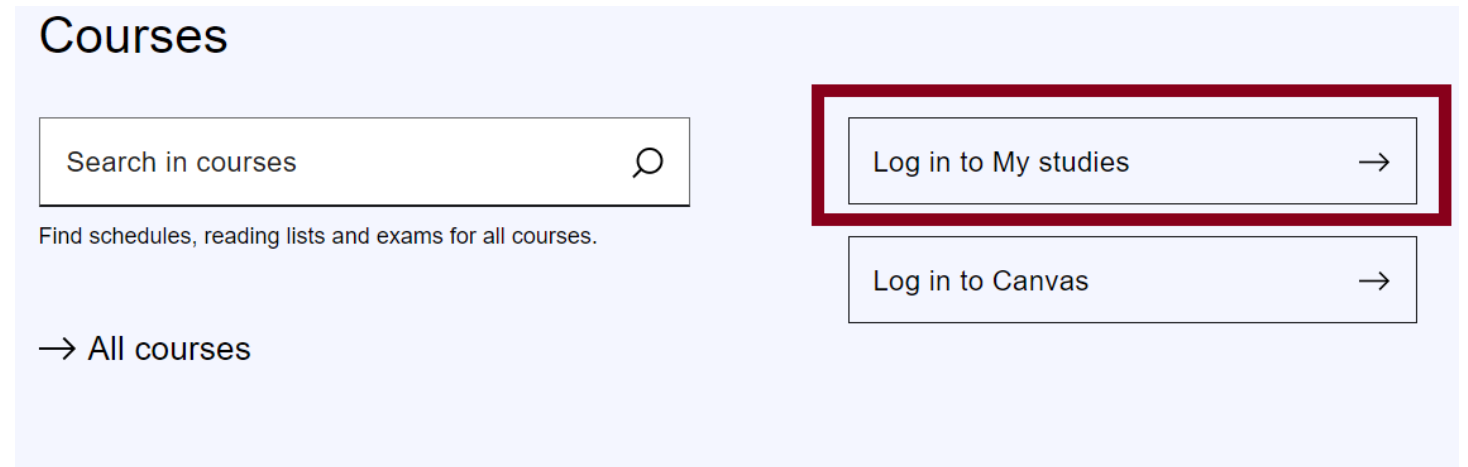 Courses
Search in courses
Find schedules, reading lists and exams for all courses.
All courses
Log in to My studies
Log in to Canvas